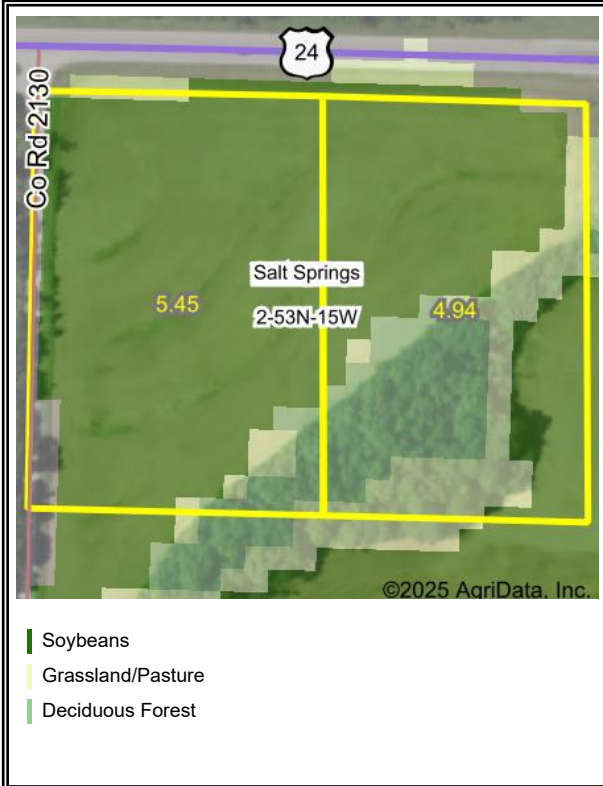 24
Co Rd 2130
Salt Springs
5.45
4.94
2-53N-15W
©2025 AgriData, Inc.
Soybeans
Grassland/Pasture
Deciduous Forest